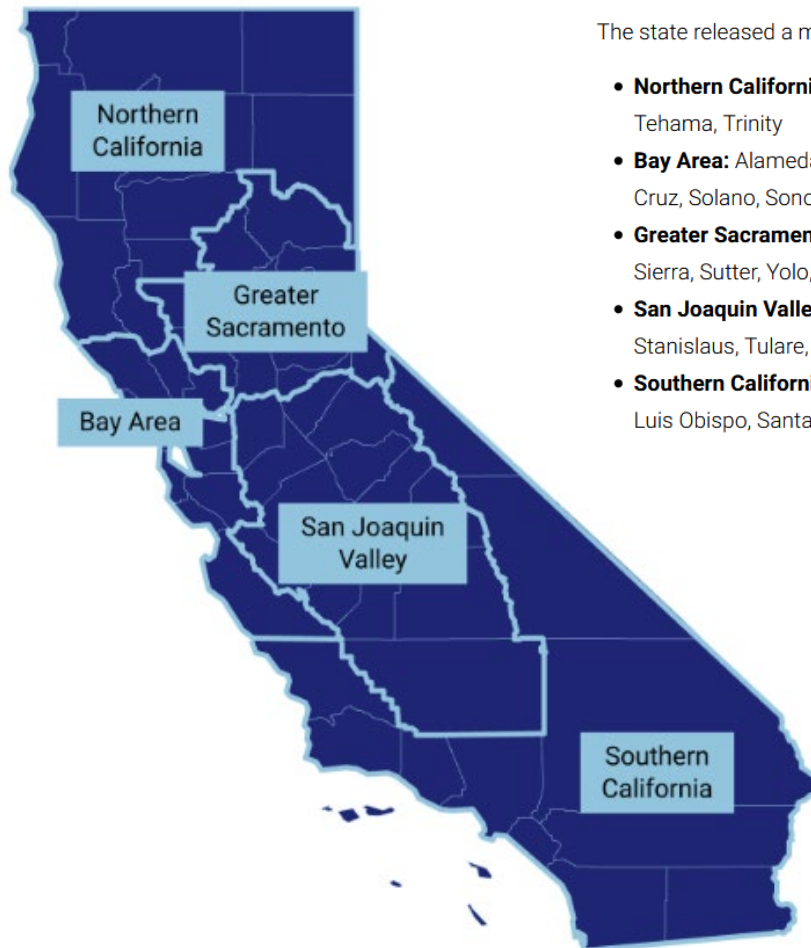 The state released a m
Northern Californi
Tehama, Trinity
Bay Area: Alameda
Cruz, Solano, Sono
Greater Sacramen
Sierra, Sutter, Yolo,
San Joaquin Valle
Stanislaus, Tulare,
Southern Californi
Luis Obispo, Santa
Northern
California
Greater
Sacramento
Bay Area
San Joaquin
Valley
Southern
California